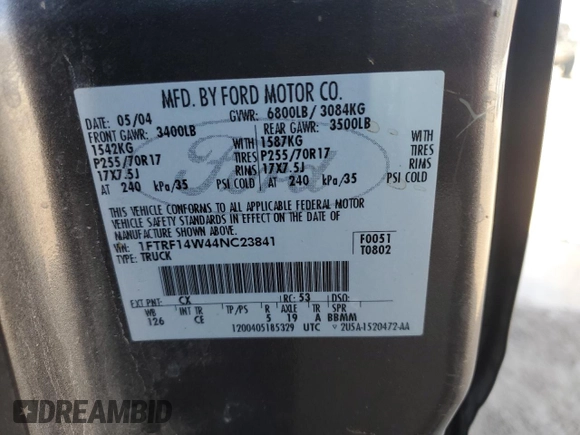 MFD. BY FORD MOTOR CO.
DATE: 05/04 GVWR: 6800LB/ 3084KG
FRONT GAWR: 3400LB REAR GAWR: 3500LB
1542KG WITH 1587KG WITH
P255/70R17 TIRES P255/70R17 TIRES
17X7.5J RIMS 17X7.5J RIMS
AT 240 kPa/35 PSI COLD AT 240 kPa/35 PSI COLD
Ford
THIS VEHICLE CONFORMS TO ALL APPLICABLE FEDERAL MOTOR
VEHICLE SAFETY STANDARDS IN EFFECT ON THE DATE OF
MANUFACTURE SHOWN ABOVE.
VIN: 1FTRF14W44NC23841 F0051
TYPE: TRUCK T0802
EXT PNT: CX RC: 53 DSO:
WB INT TR TP/PS R AXLE TR SPR
126 CE 5 19 A BBMM
1200405185329 UTC 2U5A-1520472-AA
DREAMBID